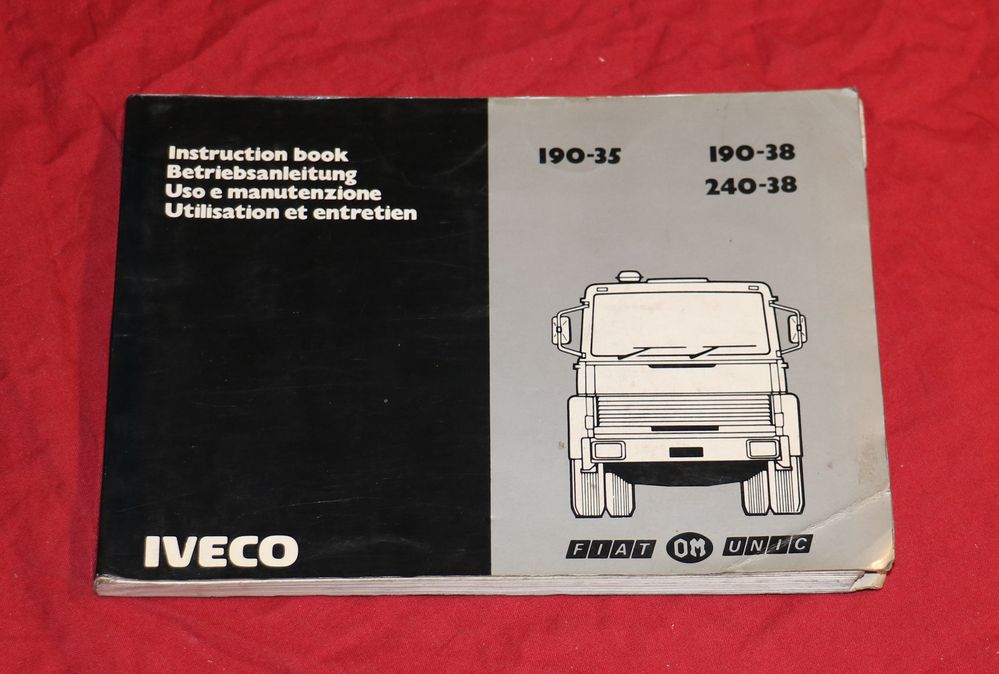 Instruction book
Betriebsanleitung
Uso e manutenzione
Utilisation et entretien
190-35
190-38
240-38
IVECO
FIAT OM UNIC